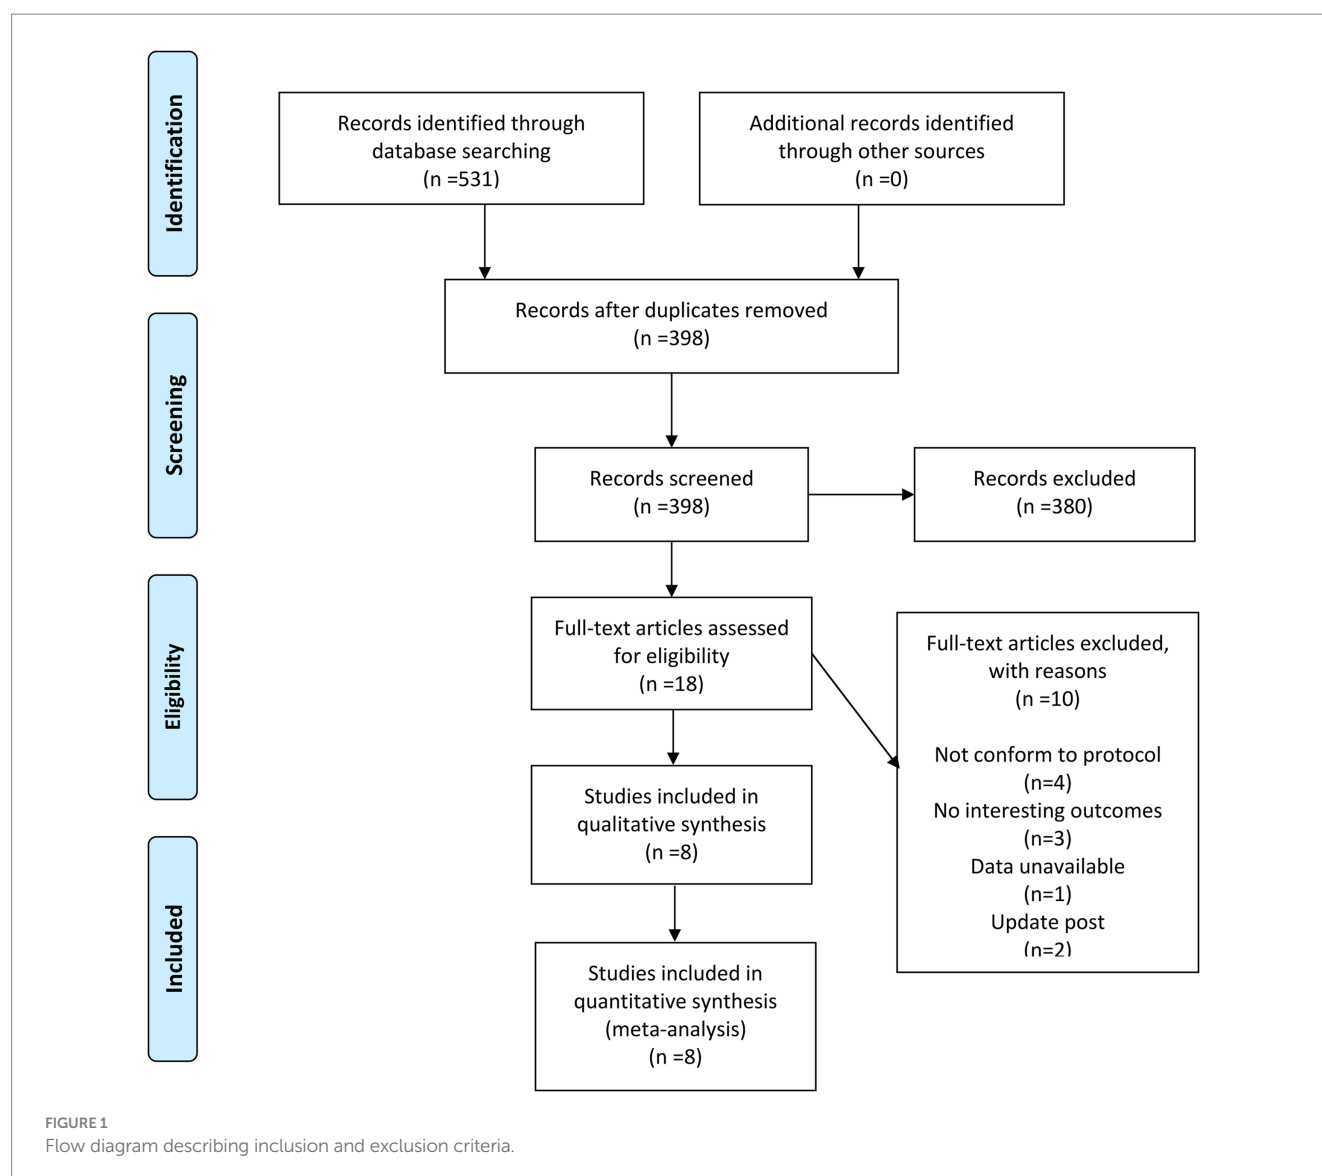 Identification
Records identified through
database searching
(n =531)
Additional records identified
through other sources
(n =0)
Records after duplicates removed
(n =398)
Screening
Records screened
(n =398)
Records excluded
(n =380)
Eligibility
Full-text articles assessed
for eligibility
(n =18)
Full-text articles excluded,
with reasons
(n =10)
Not conform to protocol
(n=4)
No interesting outcomes
(n=3)
Data unavailable
(n=1)
Update post
(n=2)
Studies included in
qualitative synthesis
(n =8)
Included
Studies included in
quantitative synthesis
(meta-analysis)
(n =8)
FIGURE 1
Flow diagram describing inclusion and exclusion criteria.